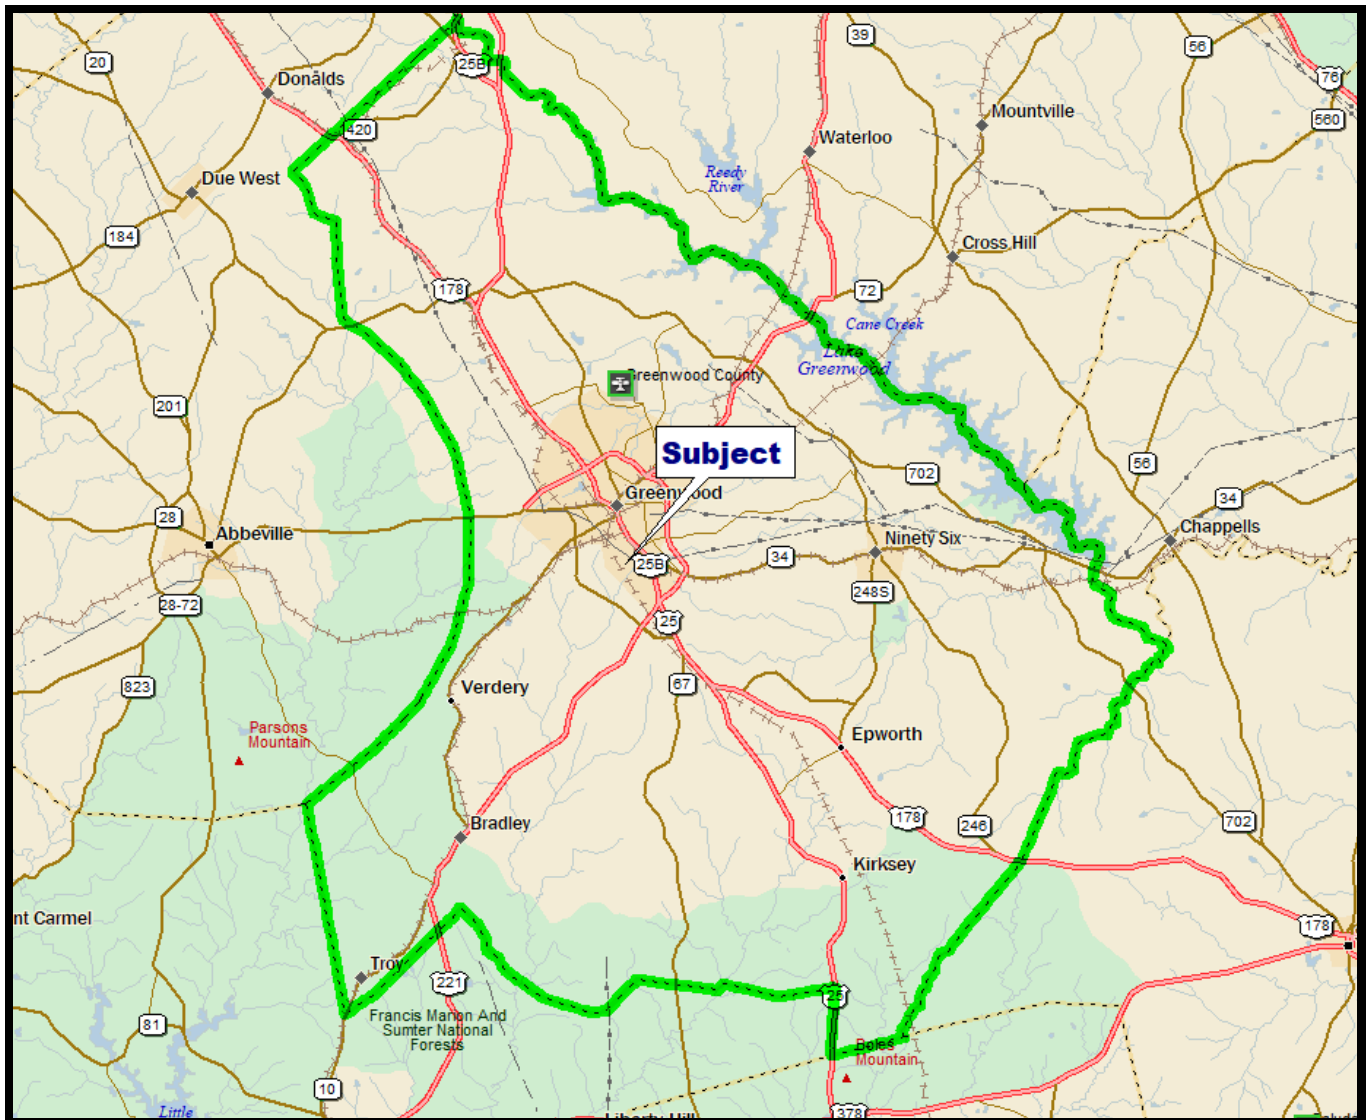 20
Donalds
25B
39
56
76
420
Mountville
560
Waterloo
Reedy
River
Due West
184
Cross Hill
178
72
Cane Creek
Lake
Greenwood
Greenwood County
201
Subject
702
56
34
Greenwood
28
Abbeville
Chappells
Ninety Six
34
25B
28-72
248S
25
823
Verdery
67
Parsons
Mountain
Epworth
178
246
702
Bradley
Kirksey
nt Carmel
178
Troy
221
25
Francis Marion And
Sumter National
Forests
81
Boles
Mountain
10
Little
Liberty Hill
378